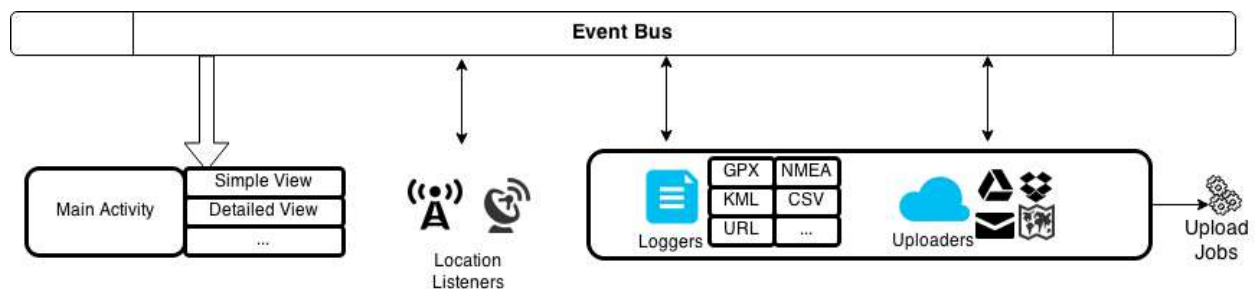 Event Bus
Main Activity
Simple View
Detailed View
...
Location
Listeners
Loggers
GPX
NMEA
KML
CSV
URL
...
Uploaders
Upload
Jobs